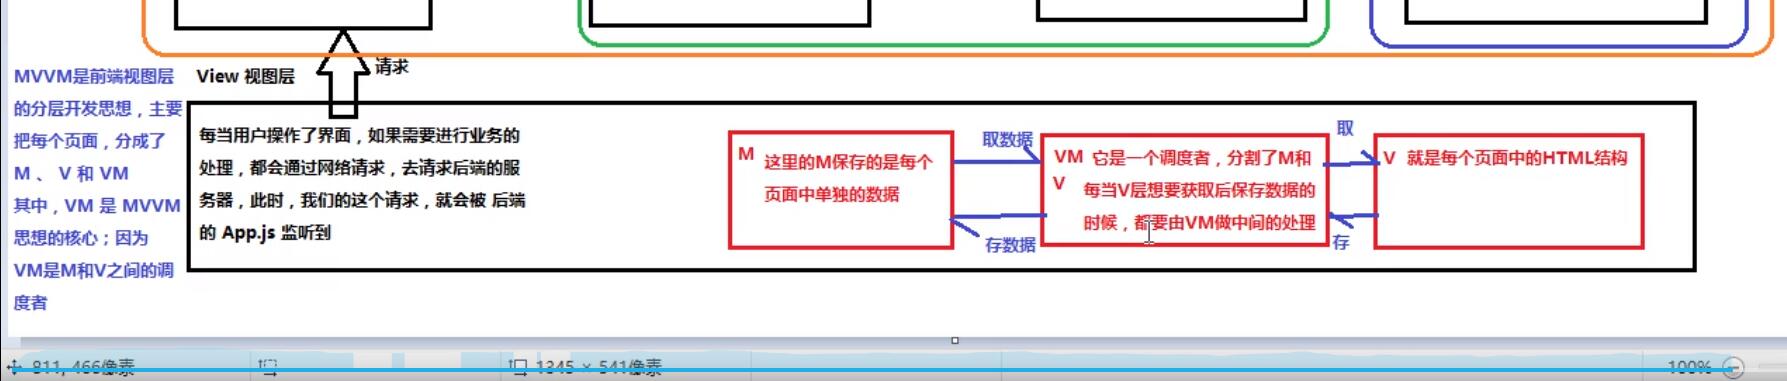 请求
MVVM是前端视图层
的分层开发思想，主要
把每个页面，分成了
M 、 V 和 VM
其中，VM 是 MVVM
思想的核心；因为
VM是M和V之间的调
度者
View 视图层
每当用户操作了界面，如果需要进行业务的
处理，都会通过网络请求，去请求后端的服
务器，此时，我们的这个请求，就会被 后端
的 App.js 监听到
M
这里的M保存的是每个
页面中单独的数据
取数据
存数据
VM 它是一个调度者，分割了M和
V
每当V层想要获取后保存数据的
时候，都要由VM做中间的处理
取
存
V 就是每个页面中的HTML结构
811, 466像素
1345 × 541像素
100%